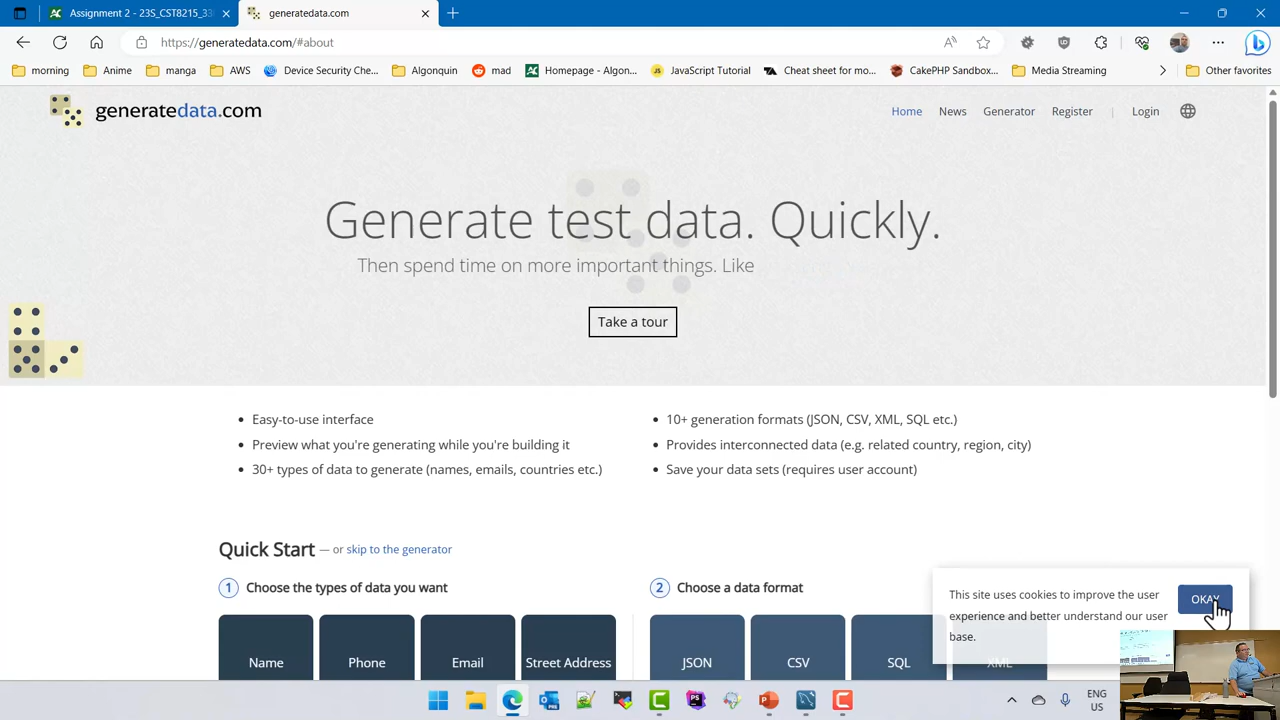 Assignment 2 - 23S_CST8215_33
generatedata.com
https://generatedata.com/#about
morning
Anime
manga
AWS
Device Security Che...
Algonquin
mad
Homepage - Algon...
JavaScript Tutorial
Cheat sheet for mo...
CakePHP Sandbox...
Media Streaming
Other favorites
generatedata.com
Home
News
Generator
Register
Login
Generate test data. Quickly.
Then spend time on more important things. Like
Take a tour
Easy-to-use interface
Preview what you're generating while you're building it
30+ types of data to generate (names, emails, countries etc.)
10+ generation formats (JSON, CSV, XML, SQL etc.)
Provides interconnected data (e.g. related country, region, city)
Save your data sets (requires user account)
Quick Start — or skip to the generator
1 Choose the types of data you want
2 Choose a data format
Name
Phone
Email
Street Address
JSON
CSV
SQL
XML
This site uses cookies to improve the user
experience and better understand our user
base.
OKAY
ENG
US